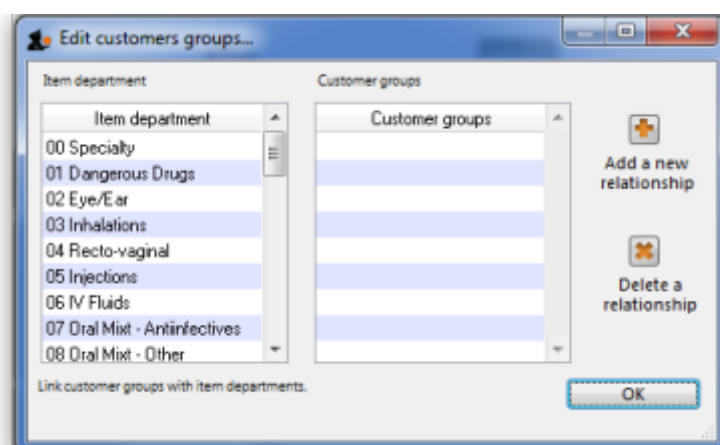 Edit customers groups...
Item department
Customer groups
Item department
Customer groups
00 Specialty
01 Dangerous Drugs
02 Eye/Ear
03 Inhalations
04 Recto-vaginal
05 Injections
06 IV Fluids
07 Oral Mixt - Antiinfectives
08 Oral Mixt - Other
Add a new
relationship
Delete a
relationship
Link customer groups with item departments.
OK